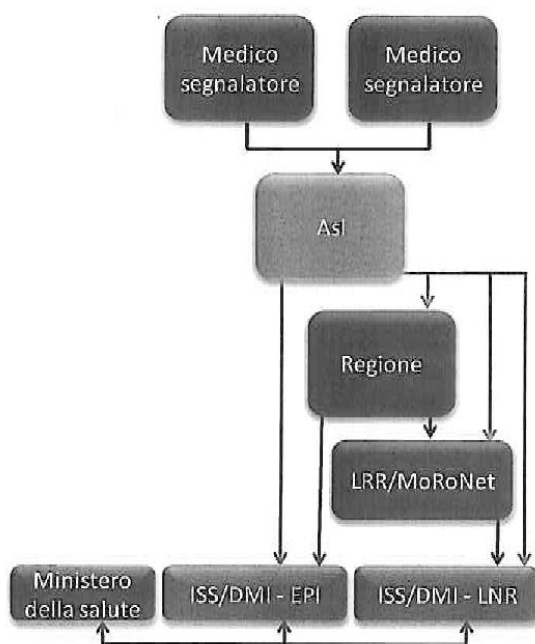 Medico
segnalatore
Medico
segnalatore
Asl
Regione
LRR/MoRoNet
Ministero
della salute
ISS/DMI - EPI
ISS/DMI - LNR